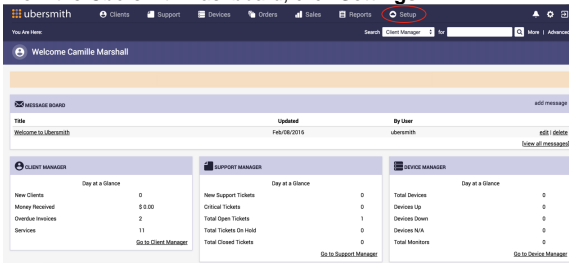 ubersmith Clients Support Devices Orders Sales Reports Setup
You Are Here: Search Client Manager for More | Advanced
Welcome Camille Marshall
MESSAGE BOARD add message
Title Updated By User
Welcome to Ubersmith Feb/08/2016 ubersmith edit | delete
[view all messages]
CLIENT MANAGER
Day at a Glance
New Clients 0
Money Received $ 0.00
Overdue Invoices 2
Services 11
Go to Client Manager
SUPPORT MANAGER
Day at a Glance
New Support Tickets 0
Critical Tickets 0
Total Open Tickets 1
Total Tickets On Hold 0
Total Closed Tickets 0
Go to Support Manager
DEVICE MANAGER
Day at a Glance
Total Devices 0
Devices Up 0
Devices Down 0
Devices N/A 0
Total Monitors 0
Go to Device Manager